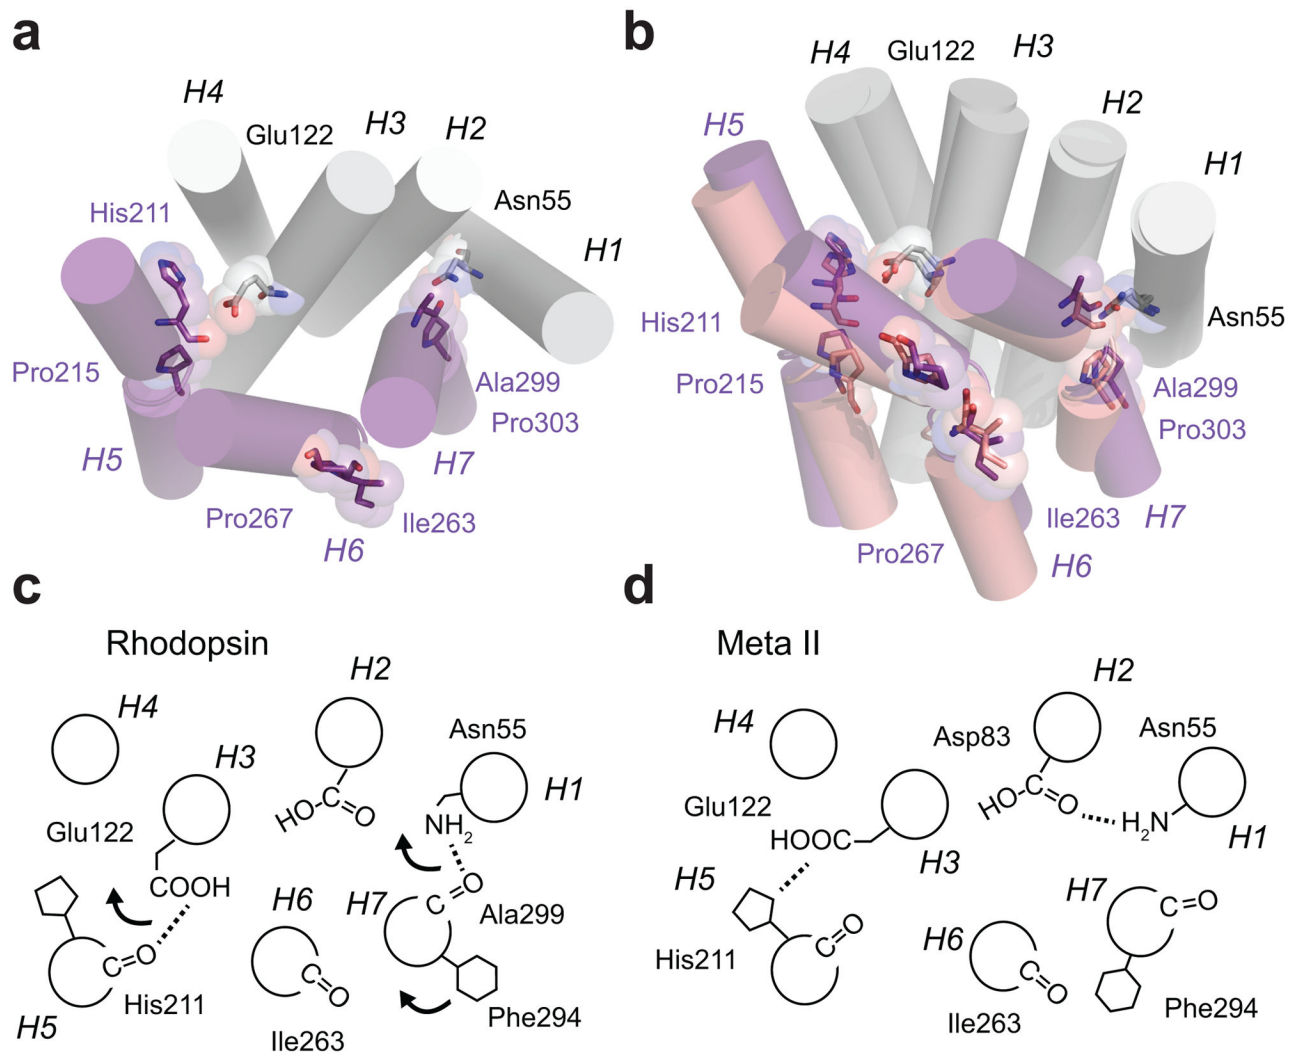 a
H4
Glu122
H3
H2
His211
Asn55
H1
Pro215
Ala299
Pro303
H5
H7
Pro267
Ile263
H6
b
H4
Glu122
H3
H2
H5
H1
His211
Asn55
Pro215
Ala299
Pro303
Ile263
H7
Pro267
H6
c
Rhodopsin
H2
H4
Asn55
H3
H1
HO-C
O
NH2
Glu122
COOH
H6
H7
C=O
Ala299
C=O
His211
C=O
Phe294
H5
Ile263
d
Meta II
H2
H4
Asp83
Asn55
Glu122
HO-C
O
H2N
HOOC
H1
H3
H5
H7
C=O
H6
C=O
His211
C=O
Phe294
Ile263